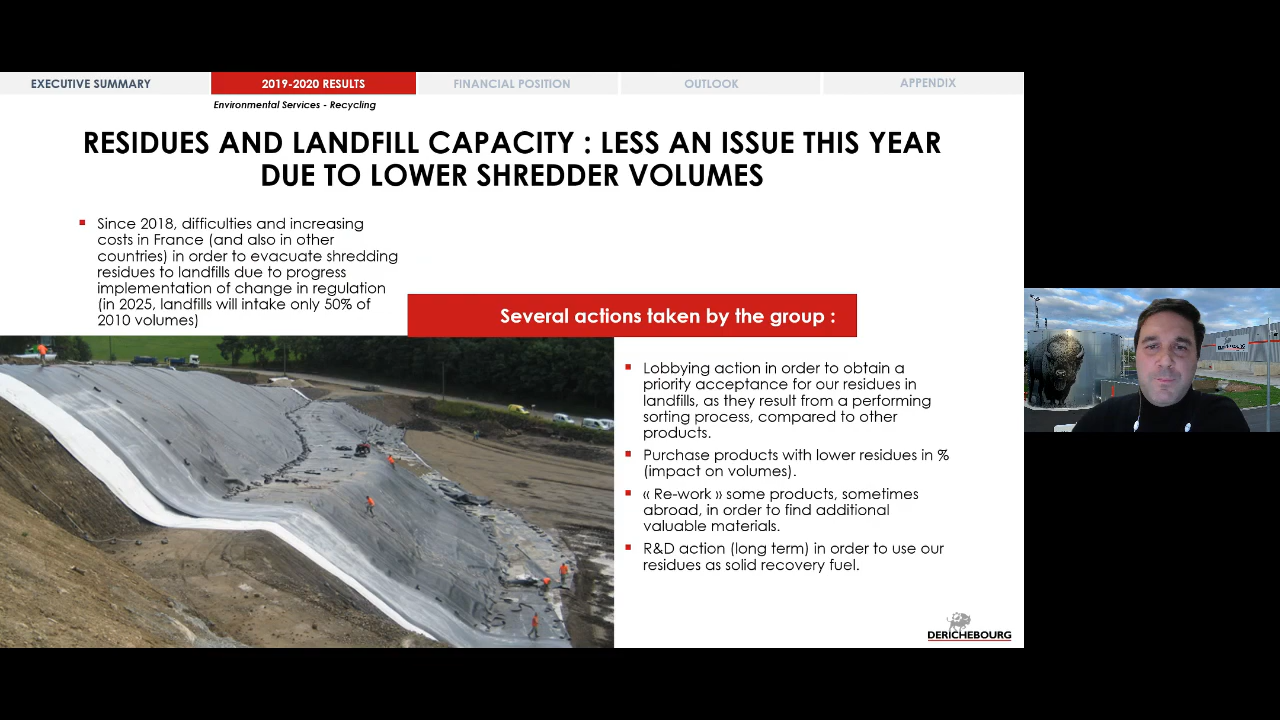 EXECUTIVE SUMMARY
2019-2020 RESULTS
FINANCIAL POSITION
OUTLOOK
APPENDIX
Environmental Services - Recycling
RESIDUES AND LANDFILL CAPACITY : LESS AN ISSUE THIS YEAR
DUE TO LOWER SHREDDER VOLUMES
Since 2018, difficulties and increasing
costs in France (and also in other
countries) in order to evacuate shredding
residues to landfills due to progress
implementation of change in regulation
(in 2025, landfills will intake only 50% of
2010 volumes)
Several actions taken by the group :
Lobbying action in order to obtain a
priority acceptance for our residues in
landfills, as they result from a performing
sorting process, compared to other
products.
Purchase products with lower residues in %
(impact on volumes).
« Re-work » some products, sometimes
abroad, in order to find additional
valuable materials.
R&D action (long term) in order to use our
residues as solid recovery fuel.
DERICHEBOURG